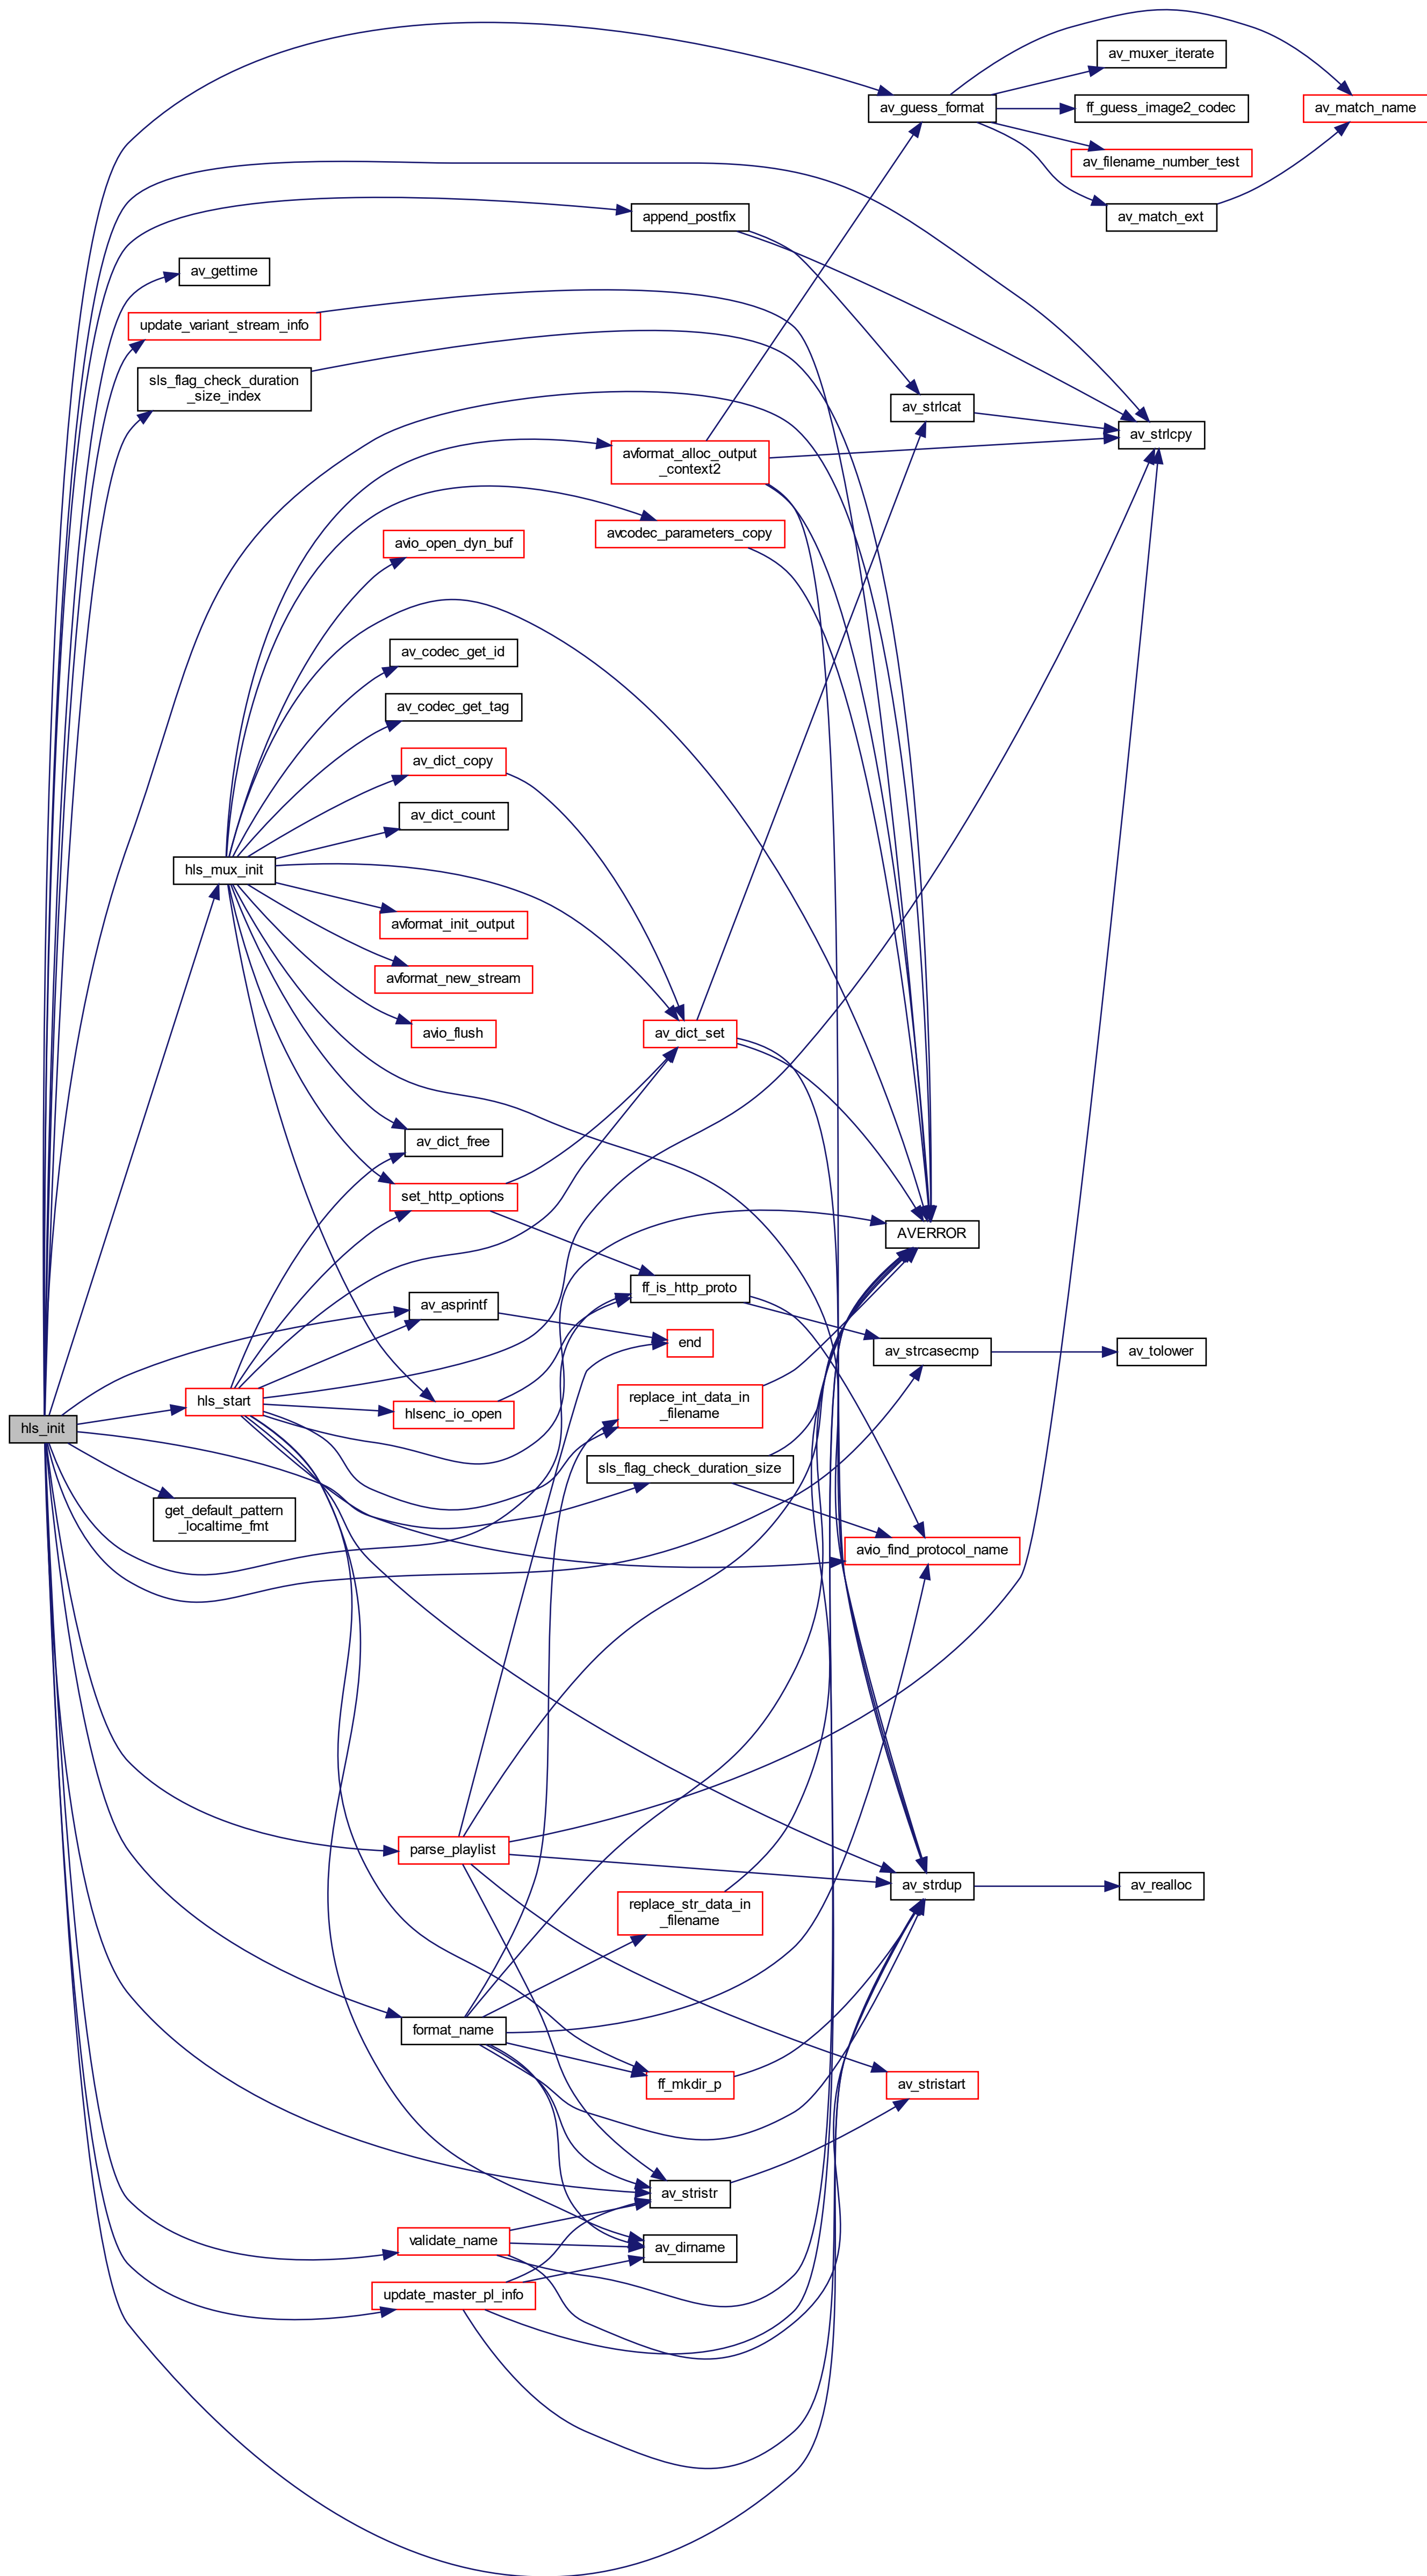 av_muxer_iterate
av_guess_format
ff_guess_image2_codec
av_match_name
av_filename_number_test
append_postfix
av_match_ext
av_gettime
update_variant_stream_info
sls_flag_check_duration
_size_index
av_strlcat
av_strlcpy
avformat_alloc_output
_context2
avcodec_parameters_copy
avio_open_dyn_buf
av_codec_get_id
av_codec_get_tag
av_dict_copy
av_dict_count
hls_mux_init
avformat_init_output
avformat_new_stream
avio_flush
av_dict_set
av_dict_free
set_http_options
AVERROR
ff_is_http_proto
av_asprintf
end
av_strcasecmp
av_tolower
hls_start
replace_int_data_in
_filename
hlsenc_io_open
hls_init
sls_flag_check_duration_size
get_default_pattern
_localtime_fmt
avio_find_protocol_name
parse_playlist
av_strdup
av_realloc
replace_str_data_in
_filename
format_name
ff_mkdir_p
av_stristart
av_stristr
validate_name
av_dirname
update_master_pl_info